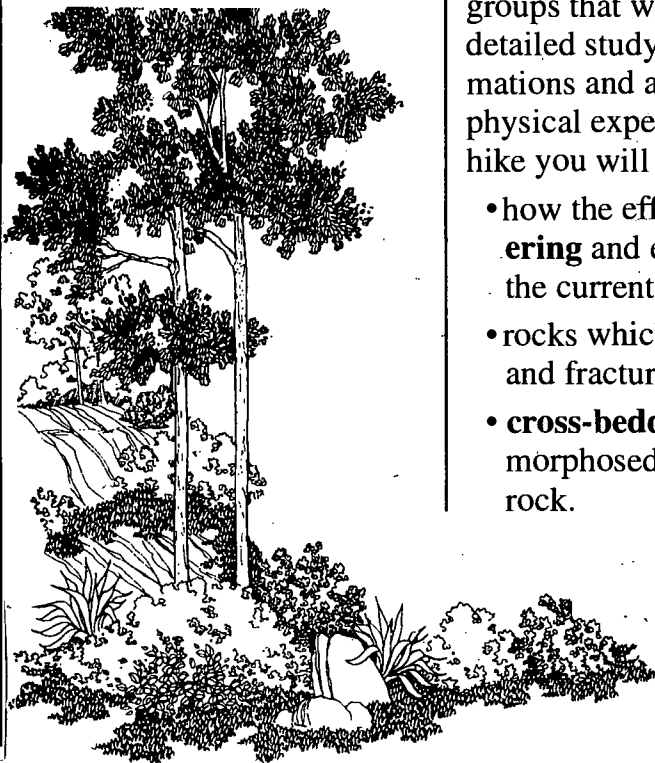 groups that w
detailed study
mations and a
physical expe
hike you will
•how the eff
ering and e
the current
•rocks whic
and fractur
• cross-bedd
morphosed
rock.